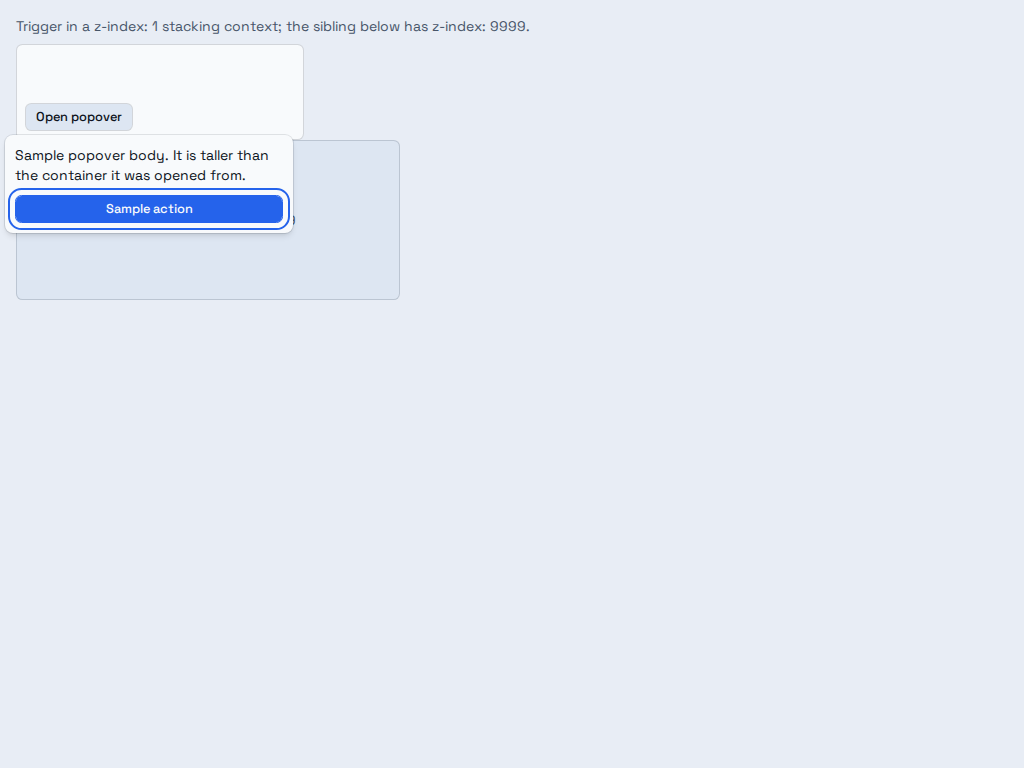 Trigger in a z-index: 1 stacking context; the sibling below has z-index: 9999.
Open popover
Sample popover body. It is taller than
the container it was opened from.
Sample action